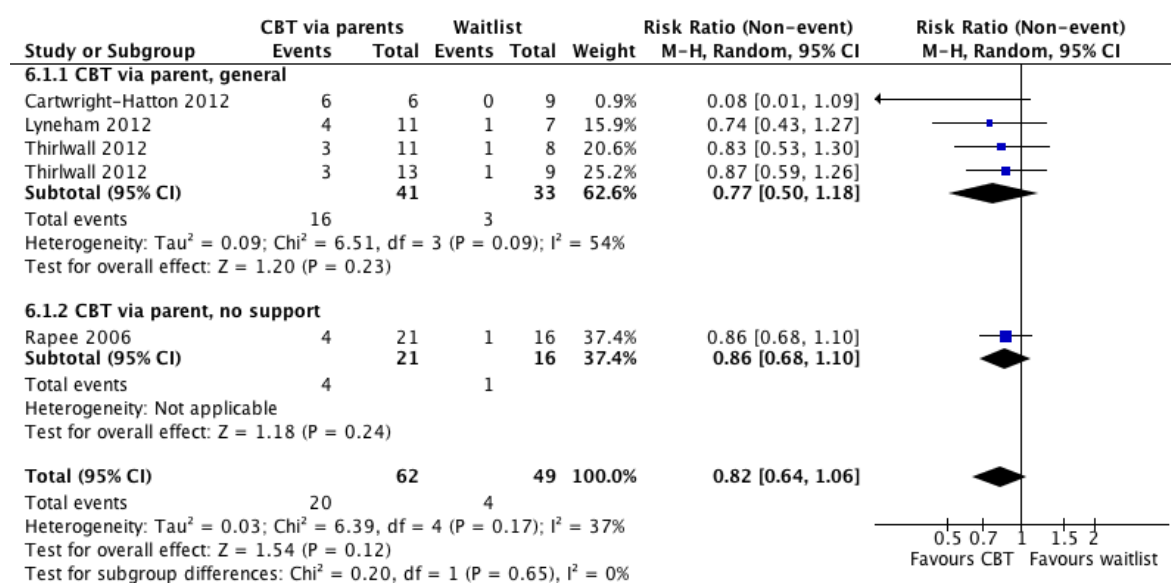 CBT via parents Waitlist Risk Ratio (Non-event) Risk Ratio (Non-event)
Study or Subgroup Events Total Events Total Weight M-H, Random, 95% CI M-H, Random, 95% CI
6.1.1 CBT via parent, general
Cartwright-Hatton 2012 6 6 0 9 0.9% 0.08 [0.01, 1.09]
Lyneham 2012 4 11 1 7 15.9% 0.74 [0.43, 1.27]
Thirlwall 2012 3 11 1 8 20.6% 0.83 [0.53, 1.30]
Thirlwall 2012 3 13 1 9 25.2% 0.87 [0.59, 1.26]
Subtotal (95% CI) 41 33 62.6% 0.77 [0.50, 1.18]
Total events 16 3
Heterogeneity: Tau² = 0.09; Chi² = 6.51, df = 3 (P = 0.09); I² = 54%
Test for overall effect: Z = 1.20 (P = 0.23)
6.1.2 CBT via parent, no support
Rapee 2006 4 21 1 16 37.4% 0.86 [0.68, 1.10]
Subtotal (95% CI) 21 16 37.4% 0.86 [0.68, 1.10]
Total events 4 1
Heterogeneity: Not applicable
Test for overall effect: Z = 1.18 (P = 0.24)
Total (95% CI) 62 49 100.0% 0.82 [0.64, 1.06]
Total events 20 4
Heterogeneity: Tau² = 0.03; Chi² = 6.39, df = 4 (P = 0.17); I² = 37%
Test for overall effect: Z = 1.54 (P = 0.12)
Test for subgroup differences: Chi² = 0.20, df = 1 (P = 0.65), I² = 0%
0.5 0.7 1 1.5 2
Favours CBT Favours waitlist